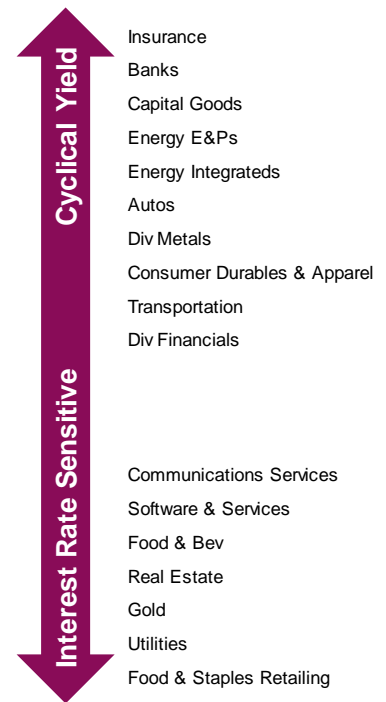 Cyclical Yield
Insurance
Banks
Capital Goods
Energy E&Ps
Energy Integrateds
Autos
Div Metals
Consumer Durables & Apparel
Transportation
Div Financials
Interest Rate Sensitive
Communications Services
Software & Services
Food & Bev
Real Estate
Gold
Utilities
Food & Staples Retailing